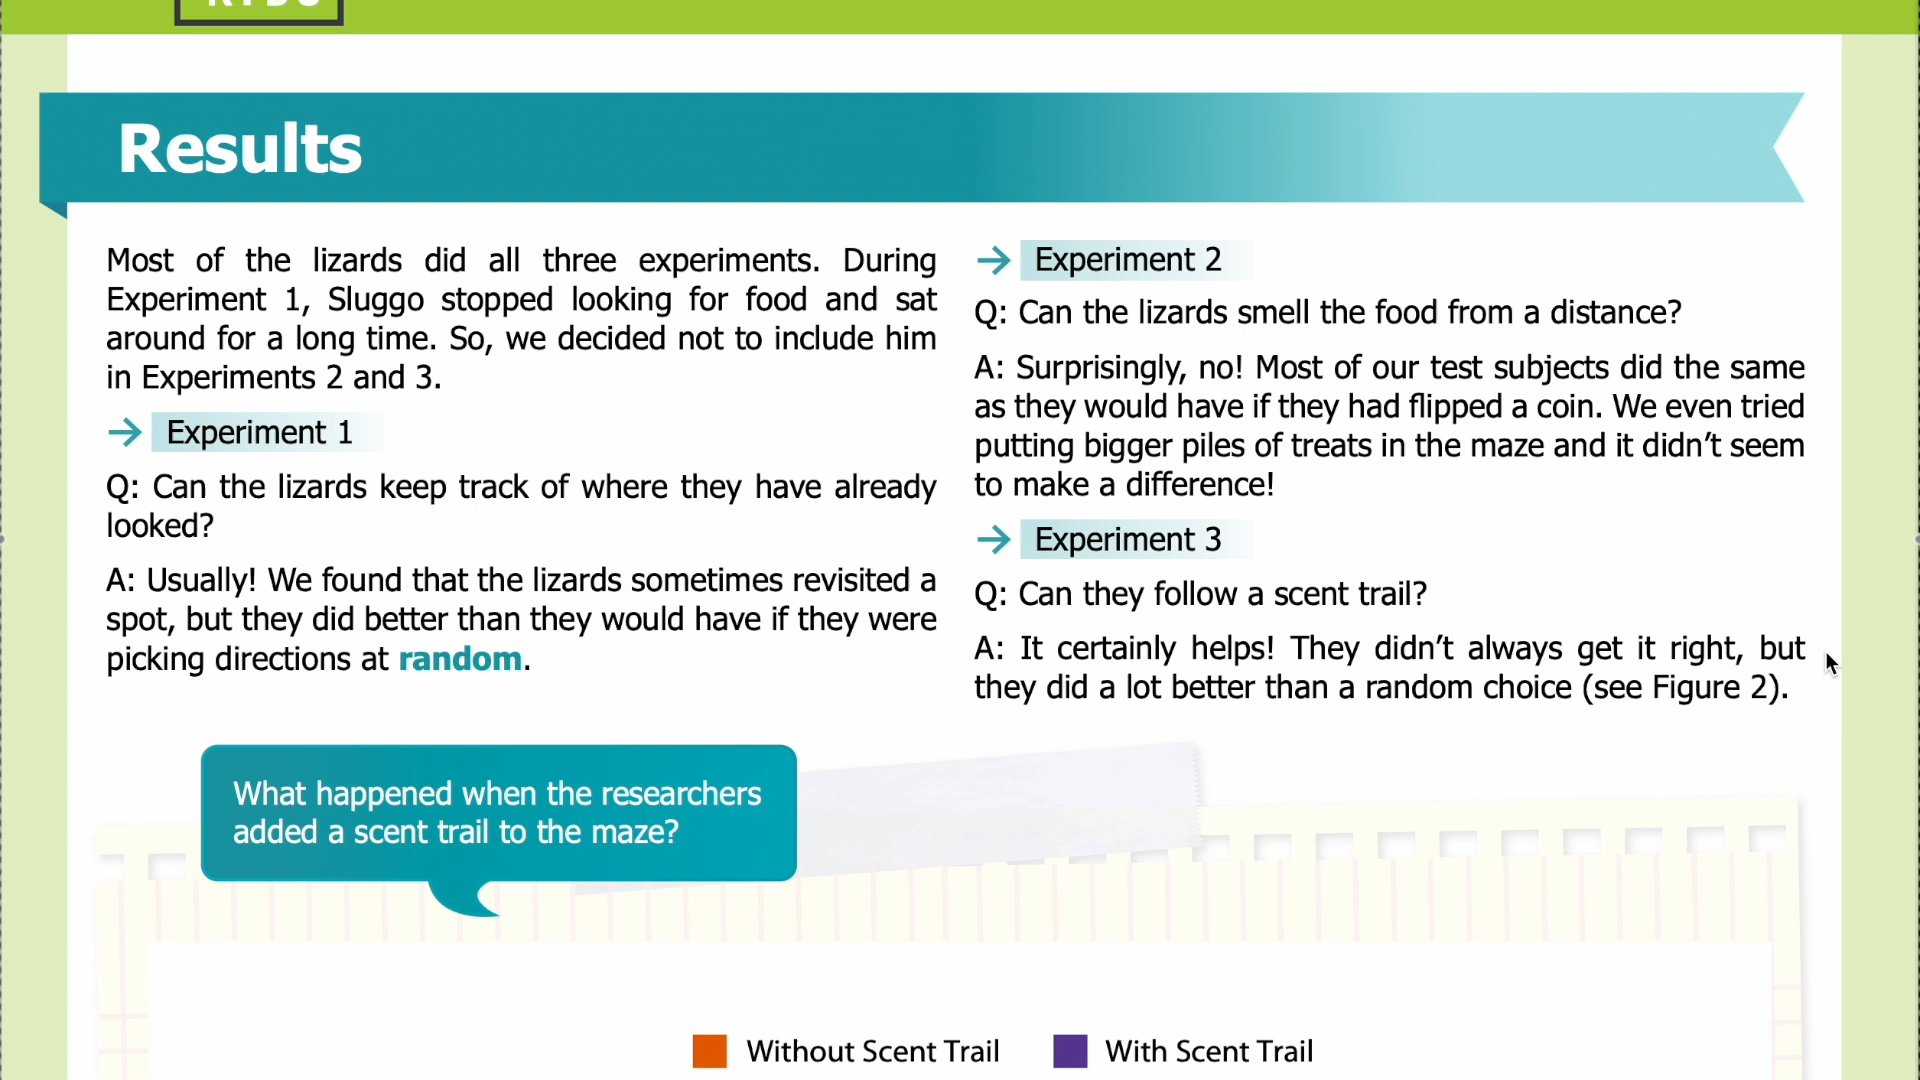 Results
Most of the lizards did all three experiments. During
Experiment 1, Sluggo stopped looking for food and sat
around for a long time. So, we decided not to include him
in Experiments 2 and 3.
Experiment 1
Q: Can the lizards keep track of where they have already
looked?
A: Usually! We found that the lizards sometimes revisited a
spot, but they did better than they would have if they were
picking directions at random.
Experiment 2
Q: Can the lizards smell the food from a distance?
A: Surprisingly, no! Most of our test subjects did the same
as they would have if they had flipped a coin. We even tried
putting bigger piles of treats in the maze and it didn’t seem
to make a difference!
Experiment 3
Q: Can they follow a scent trail?
A: It certainly helps! They didn’t always get it right, but
they did a lot better than a random choice (see Figure 2).
What happened when the researchers
added a scent trail to the maze?
Without Scent Trail
With Scent Trail